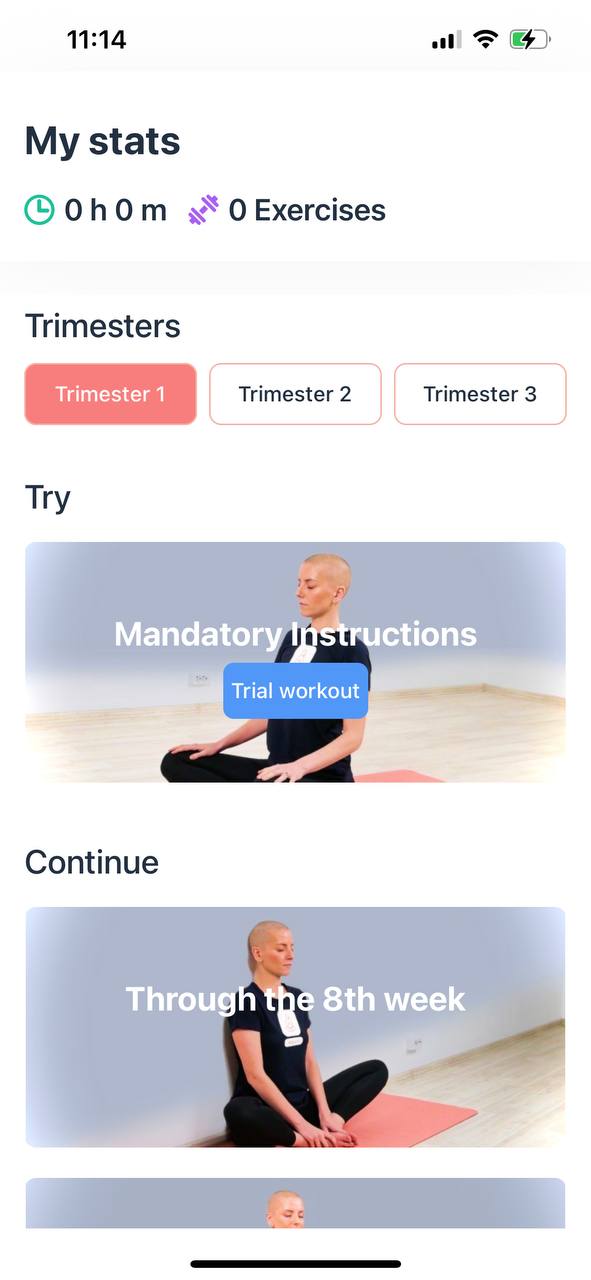 11:14
My stats
0 h 0 m 0 Exercises
Trimesters
Trimester 1 Trimester 2 Trimester 3
Try
Mandatory Instructions
Trial workout
Continue
Through the 8th week